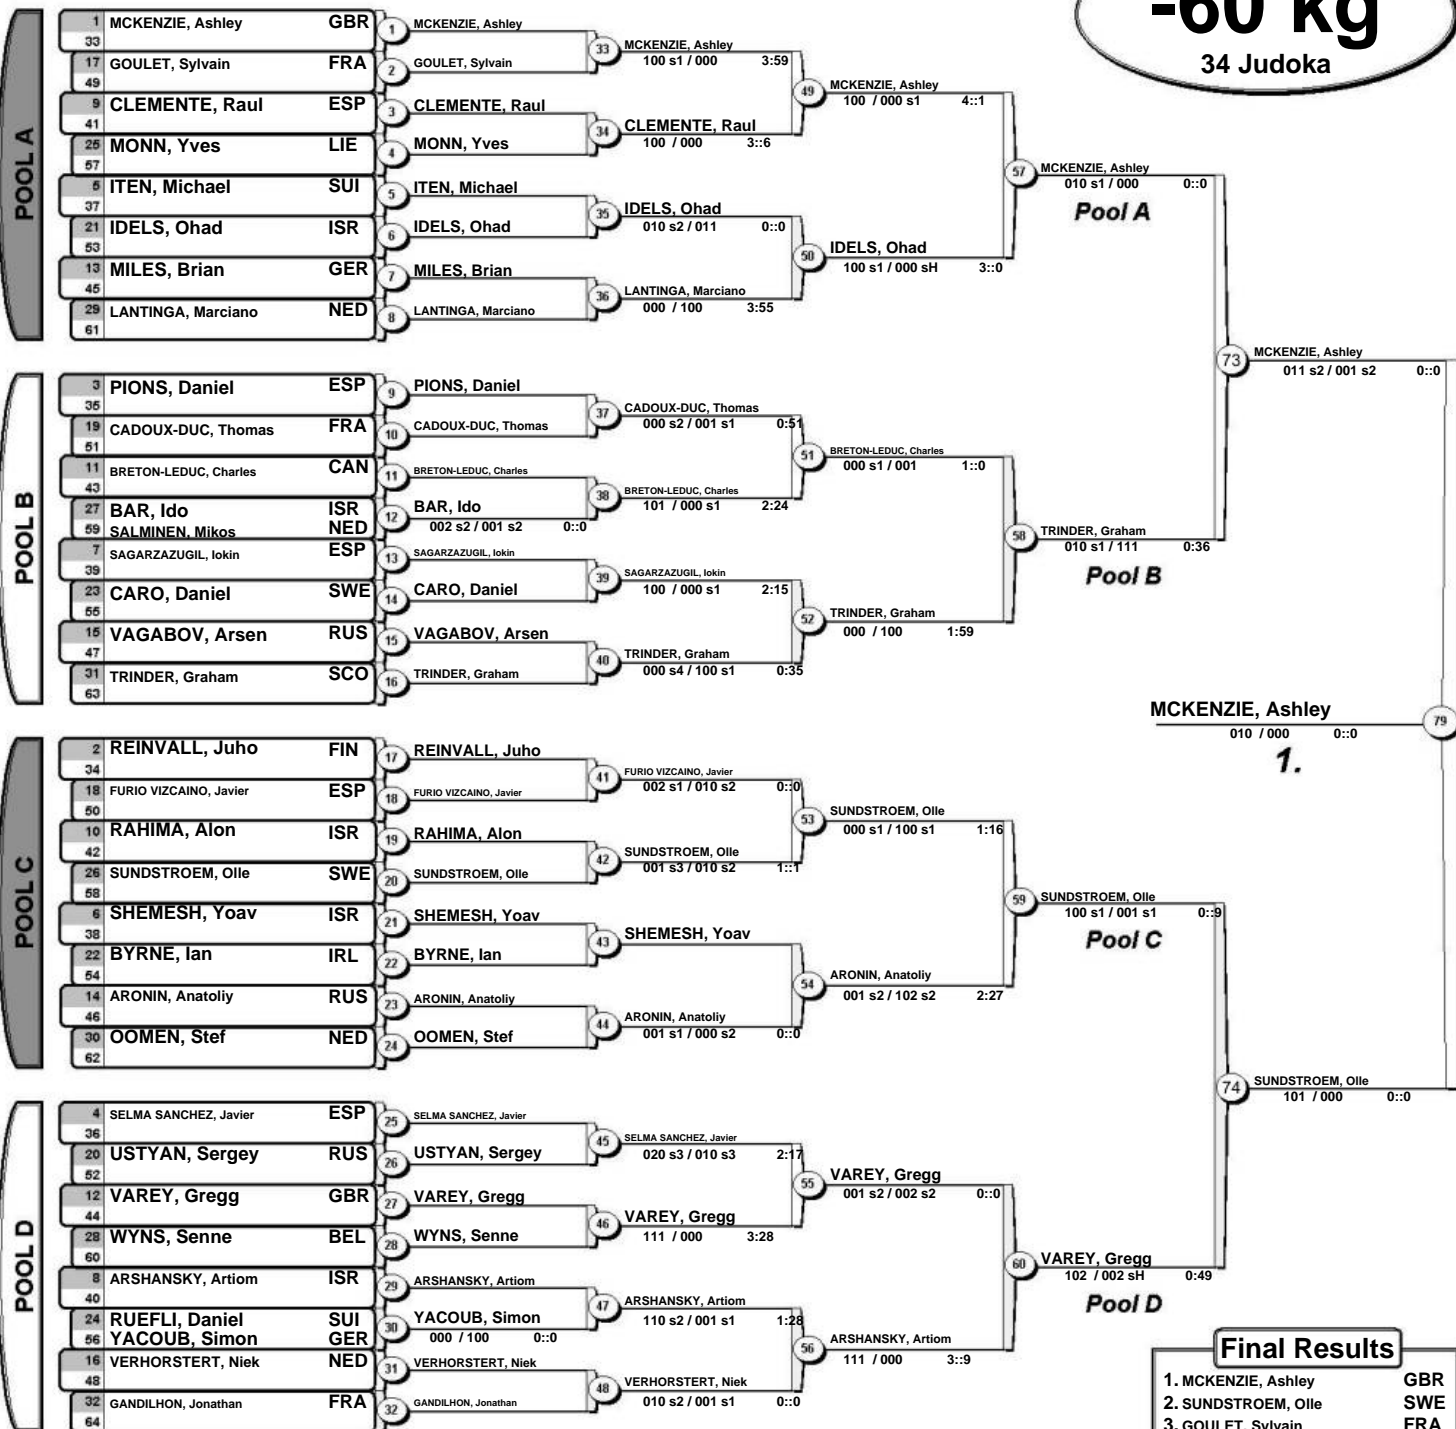 -60 kg
34 Judoka
POOL A
1 MCKENZIE, Ashley GBR
33
17 GOULET, Sylvain FRA
49
9 CLEMENTE, Raul ESP
41
25 MONN, Yves LIE
57
5 ITEN, Michael SUI
37
21 IDELS, Ohad ISR
53
13 MILES, Brian GER
45
29 LANTINGA, Marciano NED
61
1 MCKENZIE, Ashley
2 GOULET, Sylvain
3 CLEMENTE, Raul
4 MONN, Yves
5 ITEN, Michael
6 IDELS, Ohad
7 MILES, Brian
8 LANTINGA, Marciano
33 MCKENZIE, Ashley
100 s1 / 000 3:59
34 CLEMENTE, Raul
100 / 000 3::6
35 IDELS, Ohad
010 s2 / 011 0::0
36 LANTINGA, Marciano
000 / 100 3:55
49 MCKENZIE, Ashley
100 / 000 s1 4::1
50 IDELS, Ohad
100 s1 / 000 sH 3::0
57 MCKENZIE, Ashley
010 s1 / 000 0::0
Pool A
POOL B
3 PIONS, Daniel ESP
35
19 CADOUX-DUC, Thomas FRA
51
11 BRETON-LEDUC, Charles CAN
43
27 BAR, Ido ISR
59 SALMINEN, Mikos NED
7 SAGARZAZUGIL, Iokin ESP
39
23 CARO, Daniel SWE
55
15 VAGABOV, Arsen RUS
47
31 TRINDER, Graham SCO
63
9 PIONS, Daniel
10 CADOUX-DUC, Thomas
11 BRETON-LEDUC, Charles
12 BAR, Ido
002 s2 / 001 s2 0::0
13 SAGARZAZUGIL, Iokin
14 CARO, Daniel
15 VAGABOV, Arsen
16 TRINDER, Graham
37 CADOUX-DUC, Thomas
000 s2 / 001 s1 0:51
38 BRETON-LEDUC, Charles
101 / 000 s1 2:24
39 SAGARZAZUGIL, Iokin
100 / 000 s1 2:15
40 TRINDER, Graham
000 s4 / 100 s1 0:35
51 BRETON-LEDUC, Charles
000 s1 / 001 1::0
52 TRINDER, Graham
000 / 100 1:59
58 TRINDER, Graham
010 s1 / 111 0:36
Pool B
73 MCKENZIE, Ashley
011 s2 / 001 s2 0::0
MCKENZIE, Ashley 79
010 / 000 0::0
1.
POOL C
2 REINVALL, Juho FIN
34
18 FURIO VIZCAINO, Javier ESP
50
10 RAHIMA, Alon ISR
42
26 SUNDSTROEM, Olle SWE
58
6 SHEMESH, Yoav ISR
38
22 BYRNE, Ian IRL
54
14 ARONIN, Anatoliy RUS
46
30 OOMEN, Stef NED
62
17 REINVALL, Juho
18 FURIO VIZCAINO, Javier
19 RAHIMA, Alon
20 SUNDSTROEM, Olle
21 SHEMESH, Yoav
22 BYRNE, Ian
23 ARONIN, Anatoliy
24 OOMEN, Stef
41 FURIO VIZCAINO, Javier
002 s1 / 010 s2 0::0
42 SUNDSTROEM, Olle
001 s3 / 010 s2 1::1
43 SHEMESH, Yoav
44 ARONIN, Anatoliy
001 s1 / 000 s2 0::0
53 SUNDSTROEM, Olle
000 s1 / 100 s1 1:16
54 ARONIN, Anatoliy
001 s2 / 102 s2 2:27
59 SUNDSTROEM, Olle
100 s1 / 001 s1 0::9
Pool C
POOL D
4 SELMA SANCHEZ, Javier ESP
36
20 USTYAN, Sergey RUS
52
12 VAREY, Gregg GBR
44
28 WYNS, Senne BEL
60
8 ARSHANSKY, Artiom ISR
40
24 RUEFLI, Daniel SUI
56 YACOUB, Simon GER
16 VERHORSTERT, Niek NED
48
32 GANDILHON, Jonathan FRA
64
25 SELMA SANCHEZ, Javier
26 USTYAN, Sergey
27 VAREY, Gregg
28 WYNS, Senne
29 ARSHANSKY, Artiom
30 YACOUB, Simon
000 / 100 0::0
31 VERHORSTERT, Niek
32 GANDILHON, Jonathan
45 SELMA SANCHEZ, Javier
020 s3 / 010 s3 2:17
46 VAREY, Gregg
111 / 000 3:28
47 ARSHANSKY, Artiom
110 s2 / 001 s1 1:28
48 VERHORSTERT, Niek
010 s2 / 001 s1 0::0
55 VAREY, Gregg
001 s2 / 002 s2 0::0
56 ARSHANSKY, Artiom
111 / 000 3::9
60 VAREY, Gregg
102 / 002 sH 0:49
Pool D
74 SUNDSTROEM, Olle
101 / 000 0::0
Final Results
1. MCKENZIE, Ashley GBR
2. SUNDSTROEM, Olle SWE
3. GOULET, Sylvain FRA